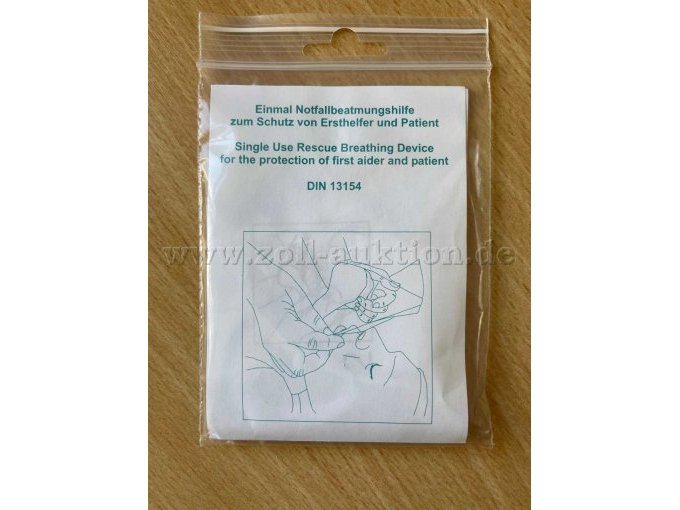 Einmal Notfallbeatmungshilfe
zum Schutz von Ersthelfer und Patient
Single Use Rescue Breathing Device
for the protection of first aider and patient
DIN 13154
www.zoll-auktion.de